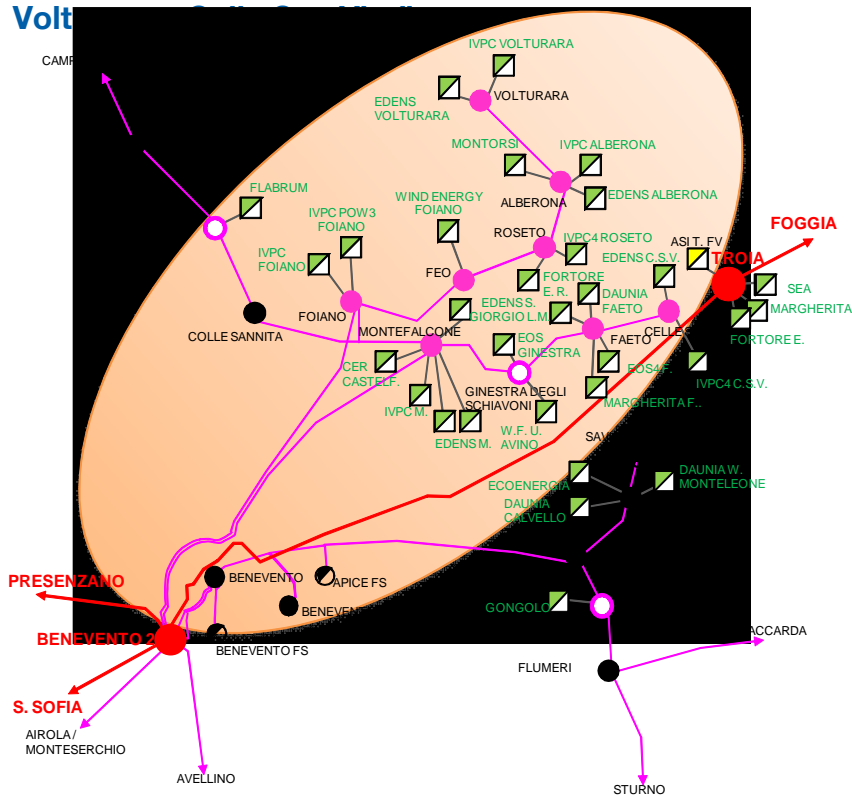 IVPC VOLTURARA
CAMP
EDENS
VOLTURARA
VOLTURARA
MONTORSI
IVPC ALBERONA
EDENS ALBERONA
ALBERONA
FLABRUM
WIND ENERGY
FOIANO
IVPC POW3
FOIANO
IVPC
FOIANO
FOGGIA
ROSETO
IVPC4 ROSETO
ASI T. FV
EDENS C.S.V.
TROIA
FEO
FORTORE
E. R.
DAUNIA
FAETO
SEA
MARGHERITA
FORTORE E.
COLLE SANNITA
FOIANO
MONTEFALCONE
EDENS S.
GIORGIO L.M.
EOS
GINESTRA
FAETO
CELLE
CER
CASTELF.
EOS4 F.
IVPC4 C.S.V.
GINESTRA DEGLI
SCHIAVONI
MARGHERITA F..
IVPC M.
EDENS M.
W.F. U.
AVINO
SAV
ECOENERGIA
DAUNIA W.
MONTELEONE
DAUNIA
CALVELLO
PRESENZANO
BENEVENTO
APICE FS
BENEVEN
GONGOLO
BENEVENTO 2
BENEVENTO FS
ACCARDA
FLUMERI
S. SOFIA
AIROLA /
MONTESERCHIO
AVELLINO
STURNO